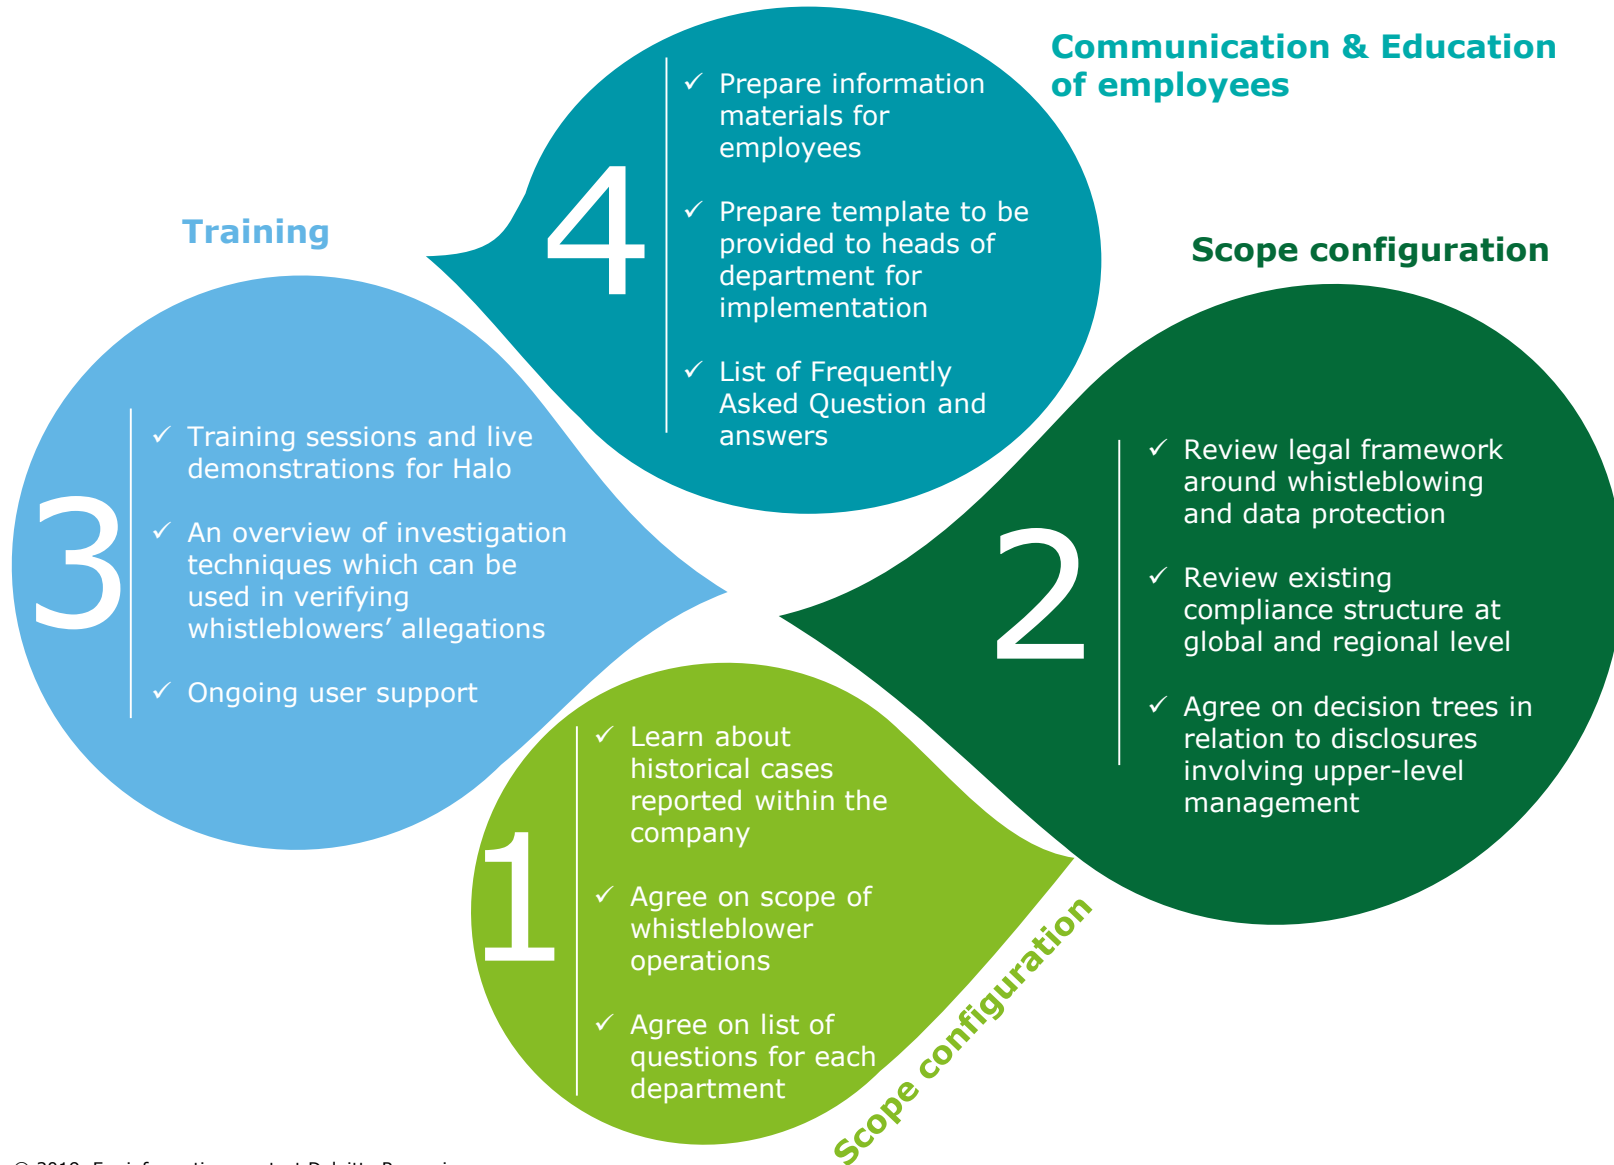 Communication & Education
of employees
4
✓ Prepare information
materials for
employees
✓ Prepare template to be
provided to heads of
department for
implementation
✓ List of Frequently
Asked Question and
answers
Training
3
✓ Training sessions and live
demonstrations for Halo
✓ An overview of investigation
techniques which can be
used in verifying
whistleblowers’ allegations
✓ Ongoing user support
Scope configuration
2
✓ Review legal framework
around whistleblowing
and data protection
✓ Review existing
compliance structure at
global and regional level
✓ Agree on decision trees in
relation to disclosures
involving upper-level
management
1
✓ Learn about
historical cases
reported within the
company
✓ Agree on scope of
whistleblower
operations
✓ Agree on list of
questions for each
department
Scope configuration